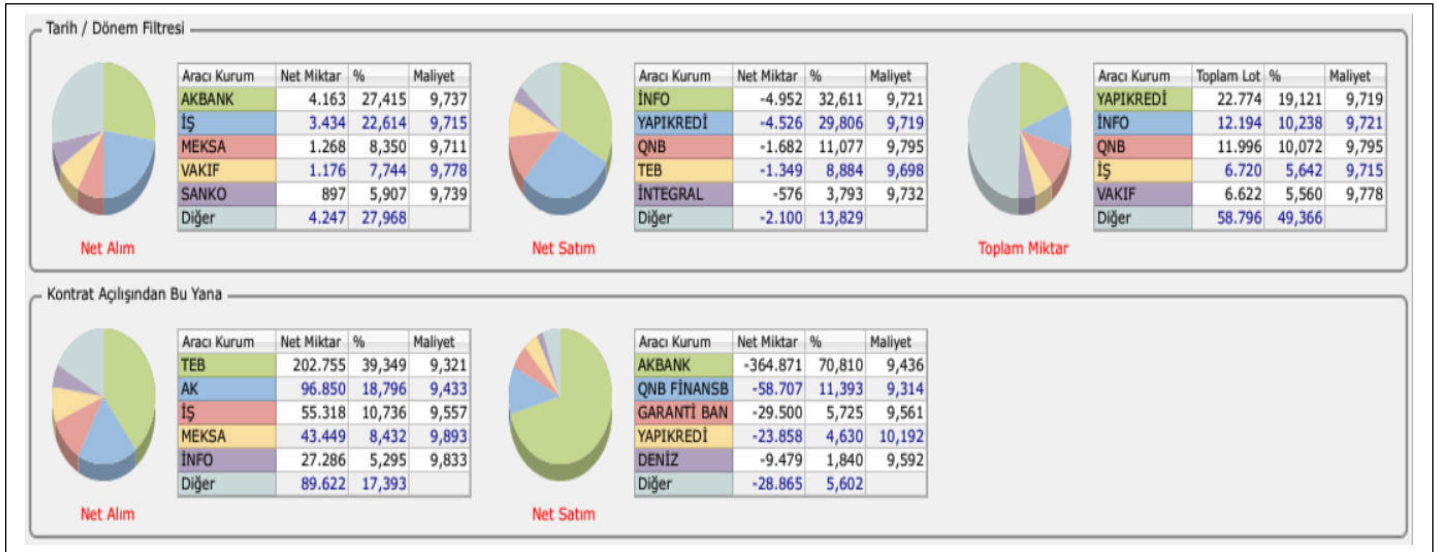 Tarih / Dönem Filtresi
Aracı Kurum Net Miktar % Maliyet
AKBANK 4.163 27,415 9,737
İŞ 3.434 22,614 9,715
MEKSA 1.268 8,350 9,711
VAKIF 1.176 7,744 9,778
SANKO 897 5,907 9,739
Diğer 4.247 27,968
Net Alım
Aracı Kurum Net Miktar % Maliyet
İNFO -4.952 32,611 9,721
YAPIKREDİ -4.526 29,806 9,719
QNB -1.682 11,077 9,795
TEB -1.349 8,884 9,698
İNTEGRAL -576 3,793 9,732
Diğer -2.100 13,829
Net Satım
Aracı Kurum Toplam Lot % Maliyet
YAPIKREDİ 22.774 19,121 9,719
İNFO 12.194 10,238 9,721
QNB 11.996 10,072 9,795
İŞ 6.720 5,642 9,715
VAKIF 6.622 5,560 9,778
Diğer 58.796 49,366
Toplam Miktar
Kontrat Açılışından Bu Yana
Aracı Kurum Net Miktar % Maliyet
TEB 202.755 39,349 9,321
AK 96.850 18,796 9,433
İŞ 55.318 10,736 9,557
MEKSA 43.449 8,432 9,893
İNFO 27.286 5,295 9,833
Diğer 89.622 17,393
Net Alım
Aracı Kurum Net Miktar % Maliyet
AKBANK -364.871 70,810 9,436
QNB FİNANSB -58.707 11,393 9,314
GARANTİ BAN -29.500 5,725 9,561
YAPIKREDİ -23.858 4,630 10,192
DENİZ -9.479 1,840 9,592
Diğer -28.865 5,602
Net Satım